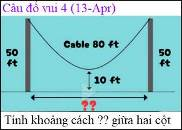 Câu đố vui 4 (13-Apr)
Cable 80 ft
50 ft
50 ft
10 ft
??
Tính khoảng cách ?? giữa hai cột